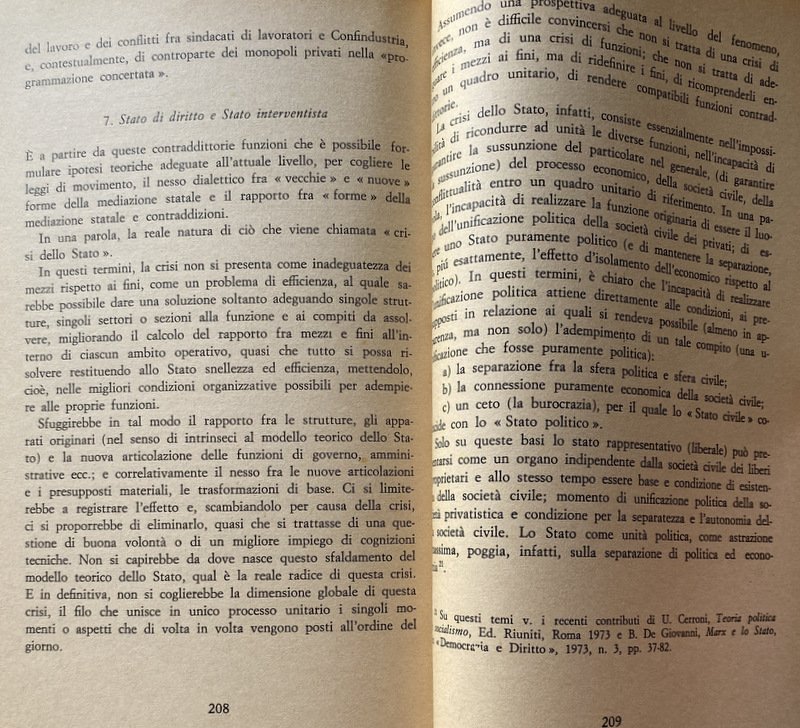 del lavoro e dei conflitti fra sindacati di lavoratori e Confindustria,
e, contestualmente, di controparte dei monopoli privati nella «pro-
grammazione concertata ».
7. Stato di diritto e Stato interventista
È a partire da queste contraddittorie funzioni che è possibile for-
mulare ipotesi teoriche adeguate all'attuale livello, per cogliere le
leggi di movimento, il nesso dialettico fra « vecchie » e « nuove »
forme della mediazione statale e il rapporto fra « forme » della
mediazione statale e contraddizioni.
In una parola, la reale natura di ciò che viene chiamata « cri-
si dello Stato ».
In questi termini, la crisi non si presenta come inadeguatezza dei
mezzi rispetto ai fini, come un problema di efficienza, al quale sa-
rebbe possibile dare una soluzione soltanto adeguando singole strut-
ture, singoli settori o sezioni alla funzione e ai compiti da assol-
vere, migliorando il calcolo del rapporto fra mezzi e fini all'in-
terno di ciascun ambito operativo, quasi che tutto si possa ri-
solvere restituendo allo Stato snellezza ed efficienza, mettendolo,
cioè, nelle migliori condizioni organizzative possibili per adempie-
re alle proprie funzioni.
Sfuggirebbe in tal modo il rapporto fra le strutture, gli appa-
rati originari (nel senso di intrinseci al modello teorico dello Sta-
to) e la nuova articolazione delle funzioni di governo, ammini-
strative ecc.; e correlativamente il nesso fra le nuove articolazioni
e i presupposti materiali, le trasformazioni di base. Ci si limite-
rebbe a registrare l'effetto e, scambiandolo per causa della crisi,
ci si proporrebbe di eliminarlo, quasi che si trattasse di una que-
stione di buona volontà o di un migliore impiego di cognizioni
tecniche. Non si capirebbe da dove nasce questo sfaldamento del
modello teorico dello Stato, qual è la reale radice di questa crisi.
E in definitiva, non si coglierebbe la dimensione globale di questa
crisi, il filo che unisce in unico processo unitario i singoli mo-
menti o aspetti che di volta in volta vengono posti all'ordine del
giorno.
208
Assumendo una prospettiva adeguata al livello del fenomeno,
vece, non è difficile convincersi che non si tratta di una crisi di
efficienza, ma di una crisi di funzioni; che non si tratta di ade-
guare i mezzi ai fini, ma di ridefinire i fini, di ricomprenderli en-
o un quadro unitario, di rendere compatibili funzioni contrad-
ttorie.
La crisi dello Stato, infatti, consiste essenzialmente nell'impossi-
ilità di ricondurre ad unità le diverse funzioni, nell'incapacità di
garantire la sussunzione del particolare nel generale, (di garantire
a sussunzione) del processo economico, della società civile, della
onflittualità entro un quadro unitario di riferimento. In una pa-
ola, l'incapacità di realizzare la funzione originaria di essere il luo-
o dell'unificazione politica della società civile dei privati; di es-
ere uno Stato puramente politico (e di mantenere la separazione,
più esattamente, l'effetto d'isolamento dell'economico rispetto al
olitico). In questi termini, è chiaro che l'incapacità di realizzare
nificazione politica attiene direttamente alle condizioni, ai pre-
upposti in relazione ai quali si rendeva possibile (almeno in ap-
arenza, ma non solo) l'adempimento di un tale compito (una u-
ificazione che fosse puramente politica):
a) la separazione fra la sfera politica e sfera civile;
b) la connessione puramente economica della società civile;
c) un ceto (la burocrazia), per il quale lo « Stato civile » co-
cide con lo « Stato politico ».
Solo su queste basi lo stato rappresentativo (liberale) può pre-
entarsi come un organo indipendente dalla società civile dei liberi
roprietari e allo stesso tempo essere base e condizione di esisten-
a della società civile; momento di unificazione politica della so-
età privatistica e condizione per la separatezza e l'autonomia del-
a società civile. Lo Stato come unità politica, come astrazione
assima, poggia, infatti, sulla separazione di politica ed econo-
ia²¹.
²¹ Su questi temi v. i recenti contributi di U. Cerroni, Teoria politica
socialismo, Ed. Riuniti, Roma 1973 e B. De Giovanni, Marx e lo Stato,
«Democrazia e Diritto », 1973, n. 3, pp. 37-82.
209